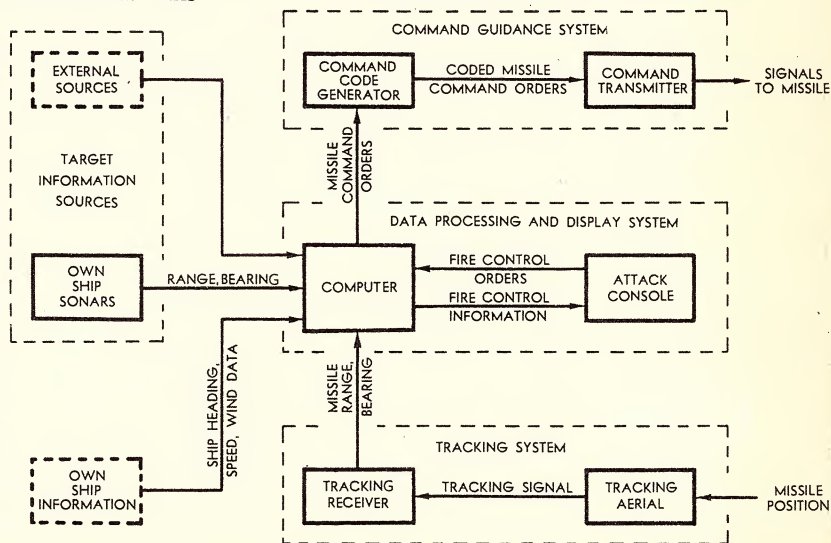 COMMAND GUIDANCE SYSTEM
EXTERNAL
SOURCES
COMMAND
CODE
GENERATOR
CODED MISSILE
COMMAND ORDERS
COMMAND
TRANSMITTER
SIGNALS
TO MISSILE
TARGET
INFORMATION
SOURCES
MISSILE
COMMAND
ORDERS
DATA PROCESSING AND DISPLAY SYSTEM
OWN
SHIP
SONARS
RANGE, BEARING
COMPUTER
FIRE CONTROL
ORDERS
FIRE CONTROL
INFORMATION
ATTACK
CONSOLE
SHIP HEADING,
SPEED, WIND DATA
MISSILE
RANGE,
BEARING
TRACKING SYSTEM
OWN
SHIP
INFORMATION
TRACKING
RECEIVER
TRACKING SIGNAL
TRACKING
AERIAL
MISSILE
POSITION